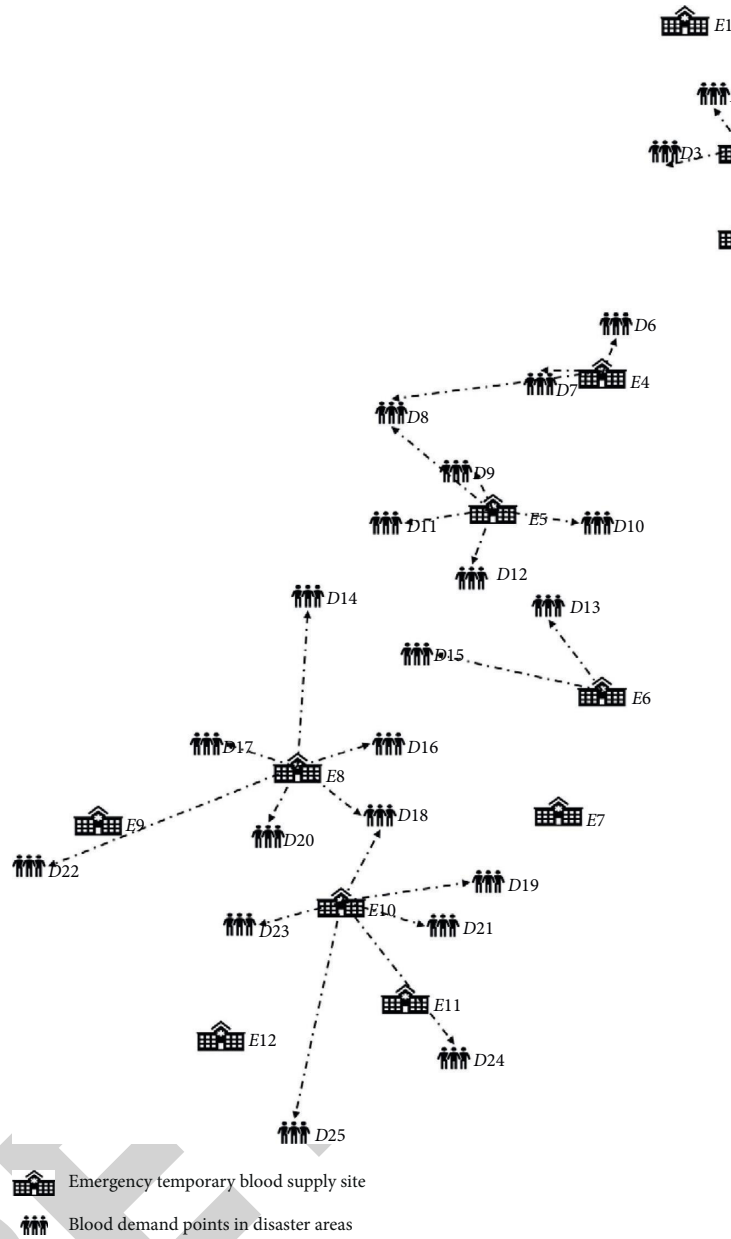 E1
D3
D6
D7
E4
D8
D9
D11
E5
D10
D12
D14
D13
D15
E6
D17
D16
E8
E9
D18
E7
D20
D22
D19
E10
D23
D21
E11
E12
D24
D25
Emergency temporary blood supply site
Blood demand points in disaster areas